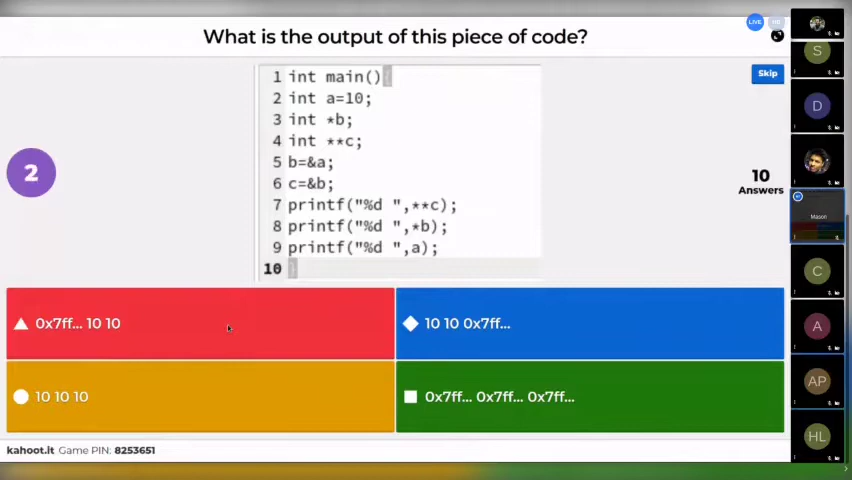 LIVE HD
What is the output of this piece of code?
Skip
1 int main(){
2 int a=10;
3 int *b;
4 int **c;
5 b=&a;
6 c=&b;
7 printf("%d ",**c);
8 printf("%d ",*b);
9 printf("%d ",a);
10 }
2
10
Answers
0x7ff... 10 10
10 10 0x7ff...
10 10 10
0x7ff... 0x7ff... 0x7ff...
kahoot.it Game PIN: 8253651
S
D
Mason
C
A
AP
HL